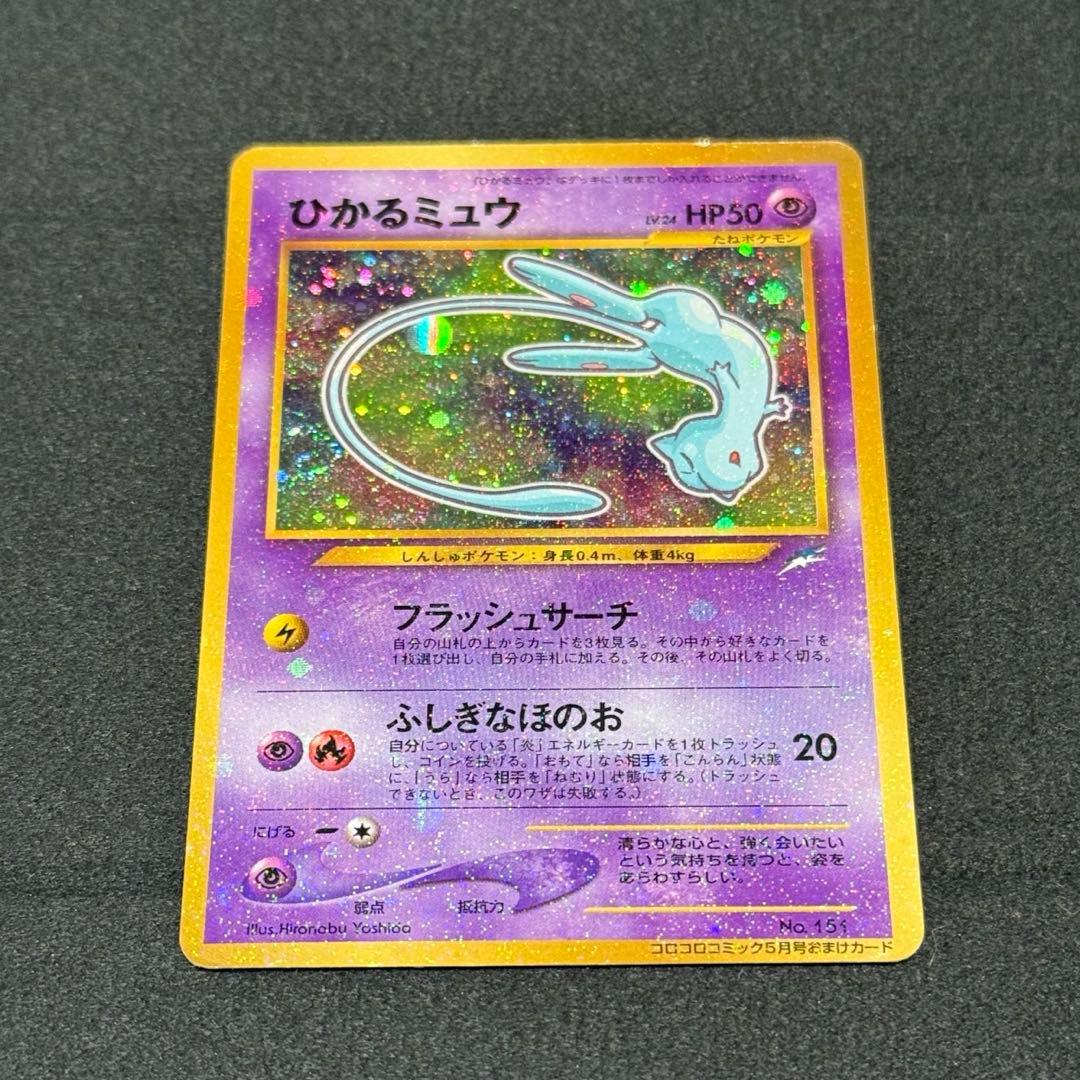 「ひかるミュウ」はデッキに1枚までしか入れることができません。
ひかるミュウ LV.24 HP50
たねポケモン
しんしゅポケモン：身長0.4m、体重4kg
フラッシュサーチ
自分の山札の上からカードを3枚見る。その中から好きなカードを
1枚選び出し、自分の手札に加える。その後、その山札をよく切る。
ふしぎなほのお 20
自分についている「炎」エネルギーカードを1枚トラッシュ
し、コインを投げる。「おもて」なら相手を「こんらん」状態
に、「うら」なら相手を「ねむり」状態にする。（トラッシュ
できないとき、このワザは失敗する。）
にげる
弱点 抵抗力
清らかな心と、強く会いたい
という気持ちを持つと、姿を
あらわすらしい。
Illus.Hironobu Yoshida
No.151
コロコロコミック5月号おまけカード